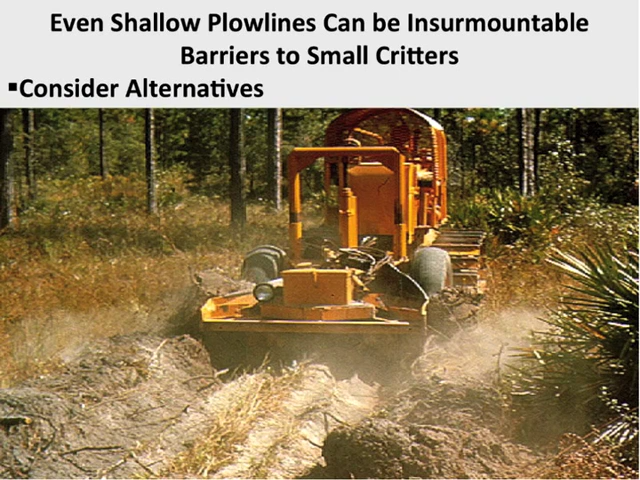 Even Shallow Plowlines Can be Insurmountable
Barriers to Small Critters
▪Consider Alternatives